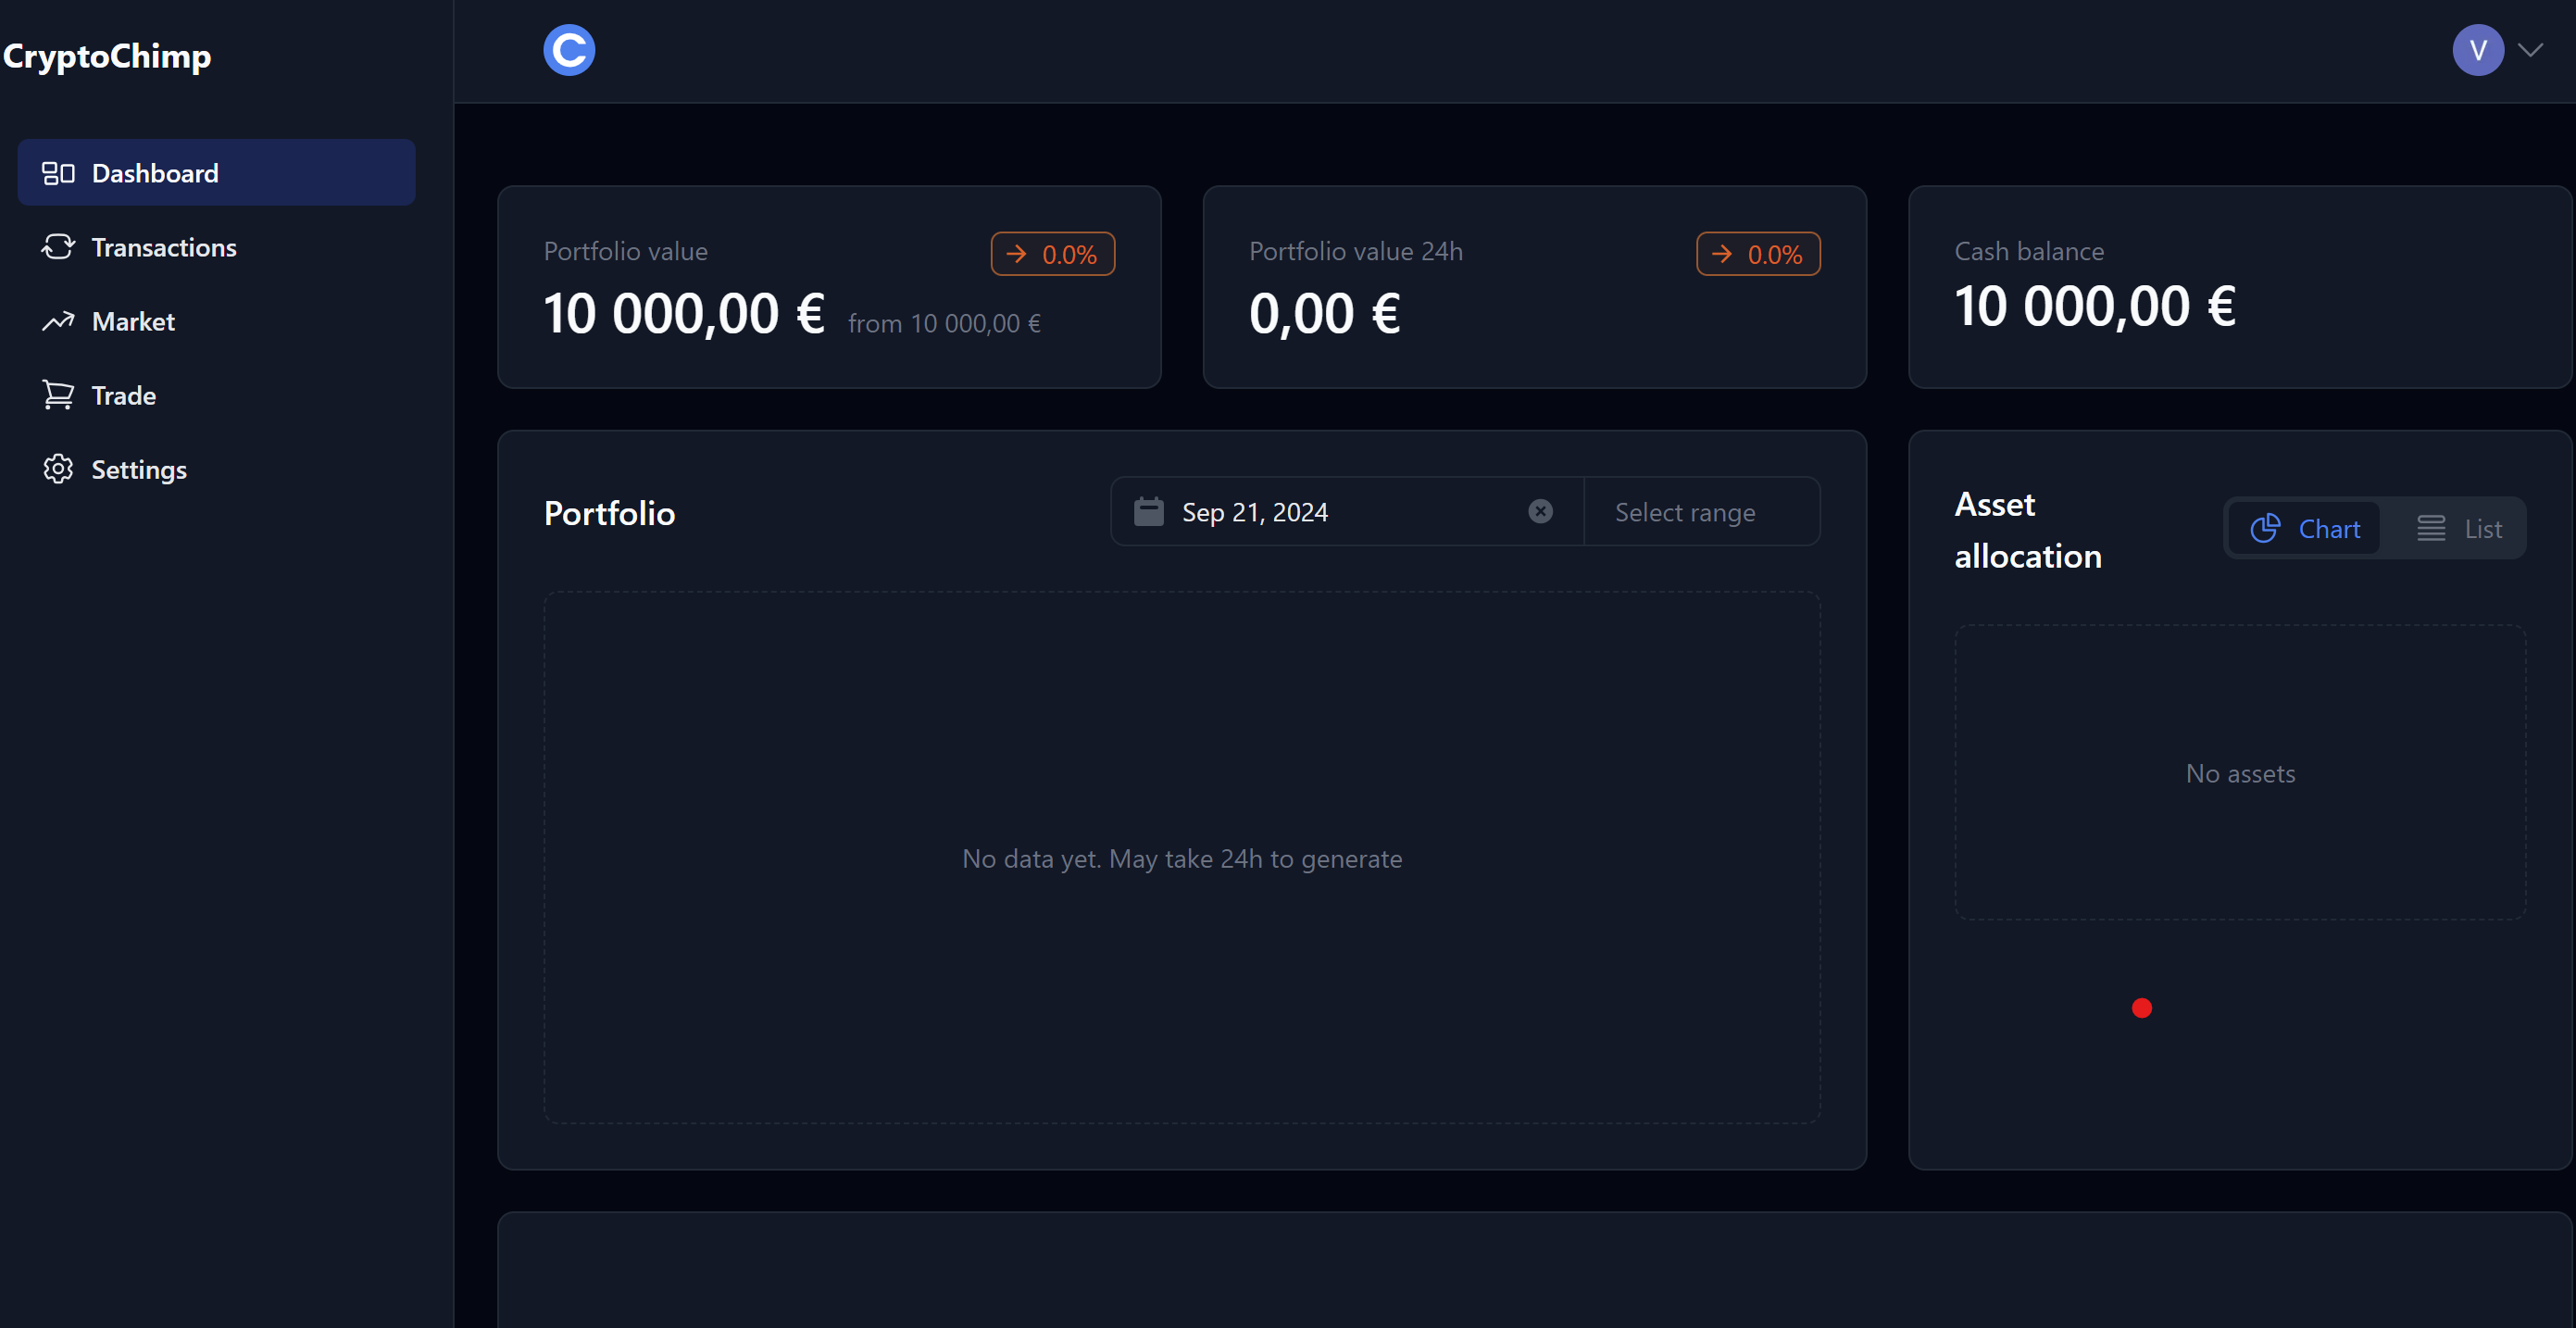 CryptoChimp
C
V
Dashboard
Transactions
Market
Trade
Settings
Portfolio value
0.0%
10 000,00 € from 10 000,00 €
Portfolio value 24h
0.0%
0,00 €
Cash balance
10 000,00 €
Portfolio
Sep 21, 2024
Select range
No data yet. May take 24h to generate
Asset
allocation
Chart
List
No assets